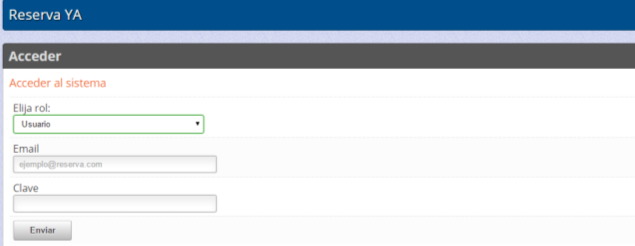 Reserva YA
Acceder
Acceder al sistema
Elija rol:
Usuario
Email
ejemplo@reserva.com
Clave
Enviar